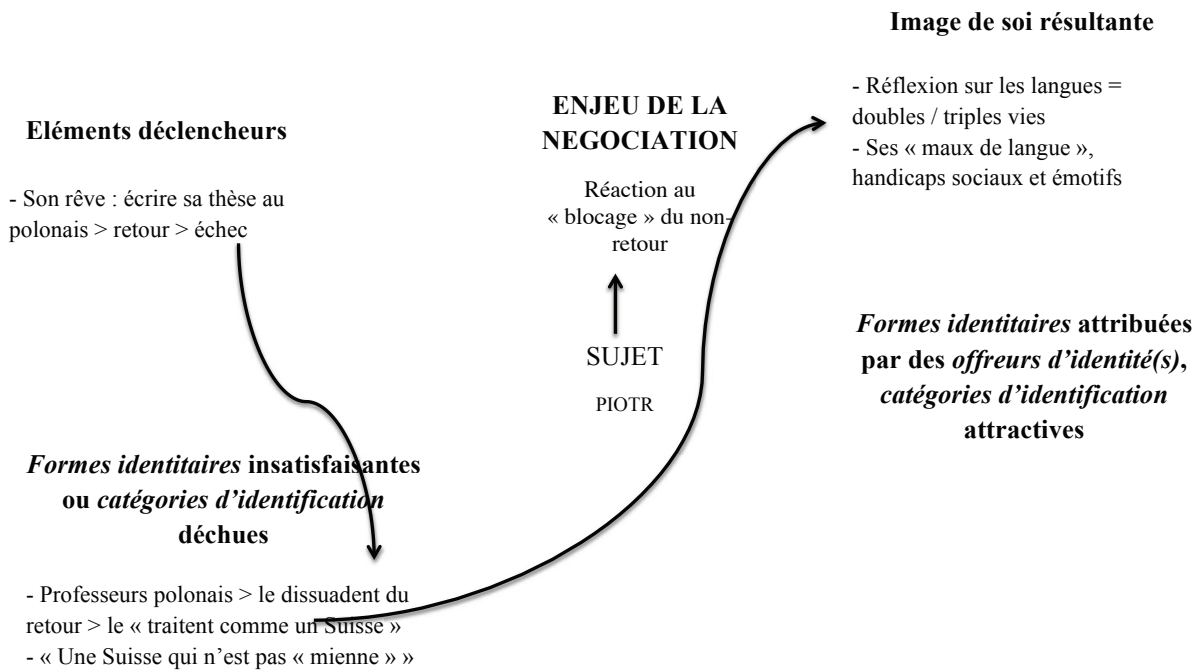 Eléments déclencheurs
- Son rêve : écrire sa thèse au
polonais > retour > échec
Formes identitaires insatisfaisantes
ou catégories d’identification
déchues
- Professeurs polonais > le dissuadent du
retour > le « traitent comme un Suisse »
- « Une Suisse qui n’est pas « mienne » »
ENJEU DE LA
NEGOCIATION
Réaction au
« blocage » du non-
retour
SUJET
PIOTR
Image de soi résultante
- Réflexion sur les langues =
doubles / triples vies
- Ses « maux de langue »,
handicaps sociaux et émotifs
Formes identitaires attribuées
par des offreurs d’identité(s),
catégories d’identification
attractives